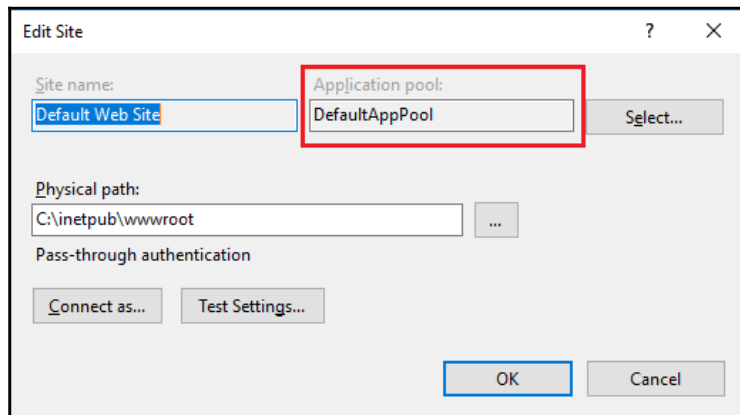 Edit Site ?
Site name: Application pool:
Default Web Site DefaultAppPool Select...
Physical path:
C:\inetpub\wwwroot ...
Pass-through authentication
Connect as... Test Settings...
OK Cancel